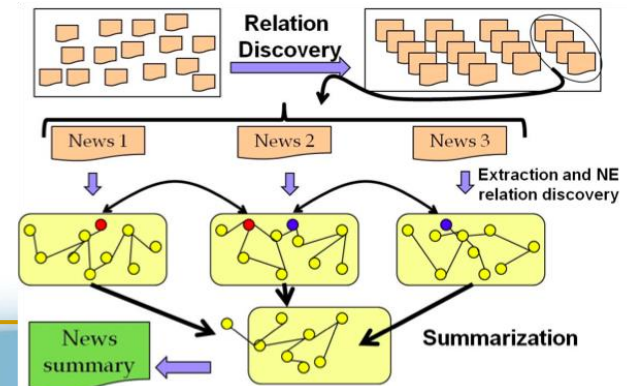 Relation
Discovery
News 1
News 2
News 3
Extraction and NE
relation discovery
Summarization
News
summary